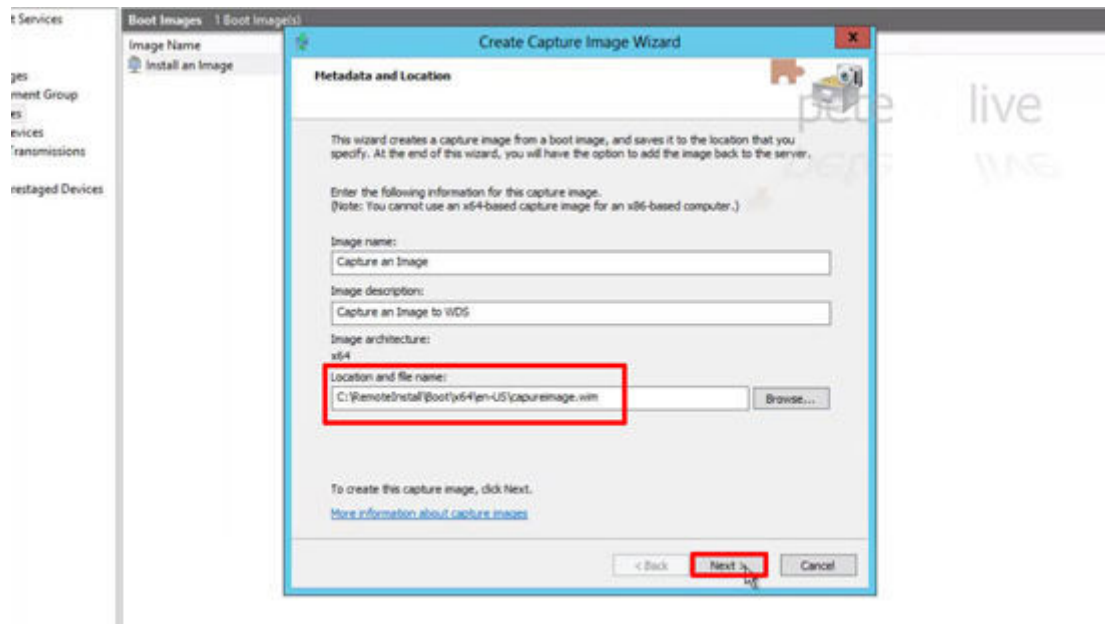 t Services
Boot Images 1 Boot Image(s)
Image Name
Install an Image
ges
ment Group
es
evices
Transmissions
restaged Devices
Create Capture Image Wizard
x
Metadata and Location
pete live
This wizard creates a capture image from a boot image, and saves it to the location that you
specify. At the end of this wizard, you will have the option to add the image back to the server.
Enter the following information for this capture image.
(Note: You cannot use an x64-based capture image for an x86-based computer.)
Image name:
Capture an Image
Image description:
Capture an Image to WDS
Image architecture:
x64
Location and file name:
C:\RemoteInstall\Boot\x64\en-US\capureimage.wim
Browse...
To create this capture image, click Next.
More information about capture images
< Back
Next >
Cancel